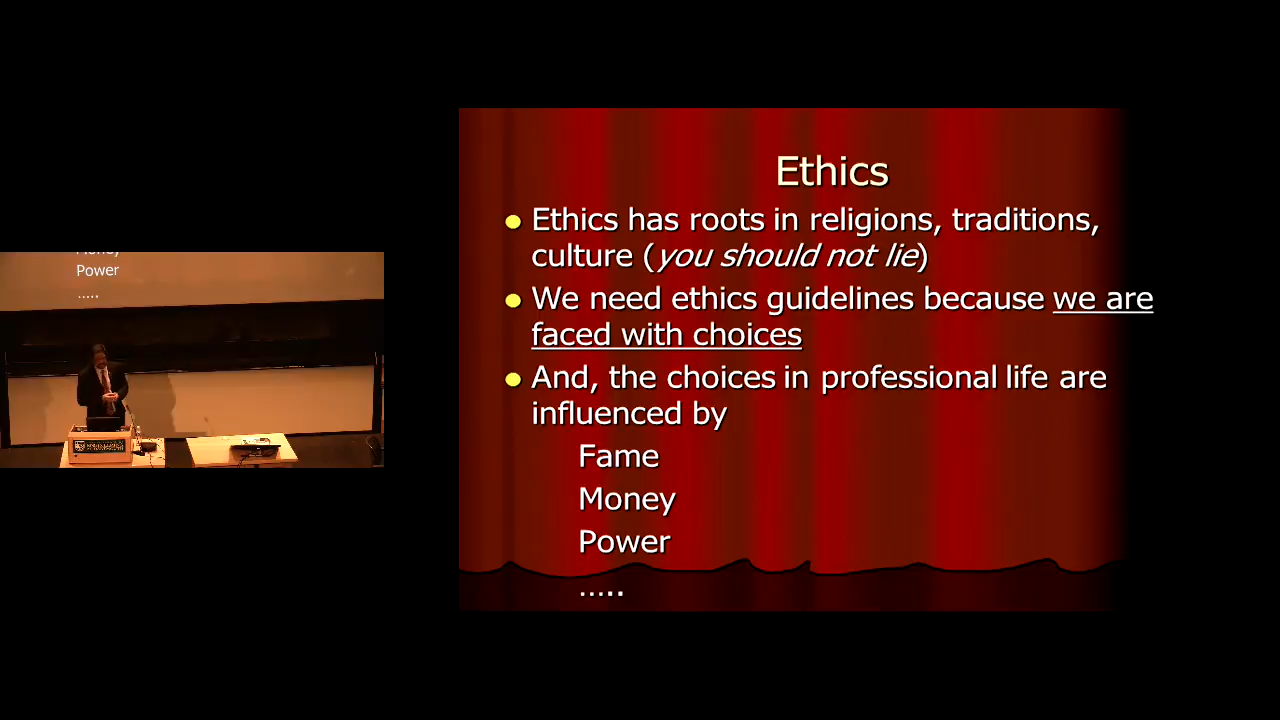 Ethics
Ethics has roots in religions, traditions,
culture (you should not lie)
We need ethics guidelines because we are
faced with choices
And, the choices in professional life are
influenced by
Fame
Money
Power
.....
Money
Power
.....